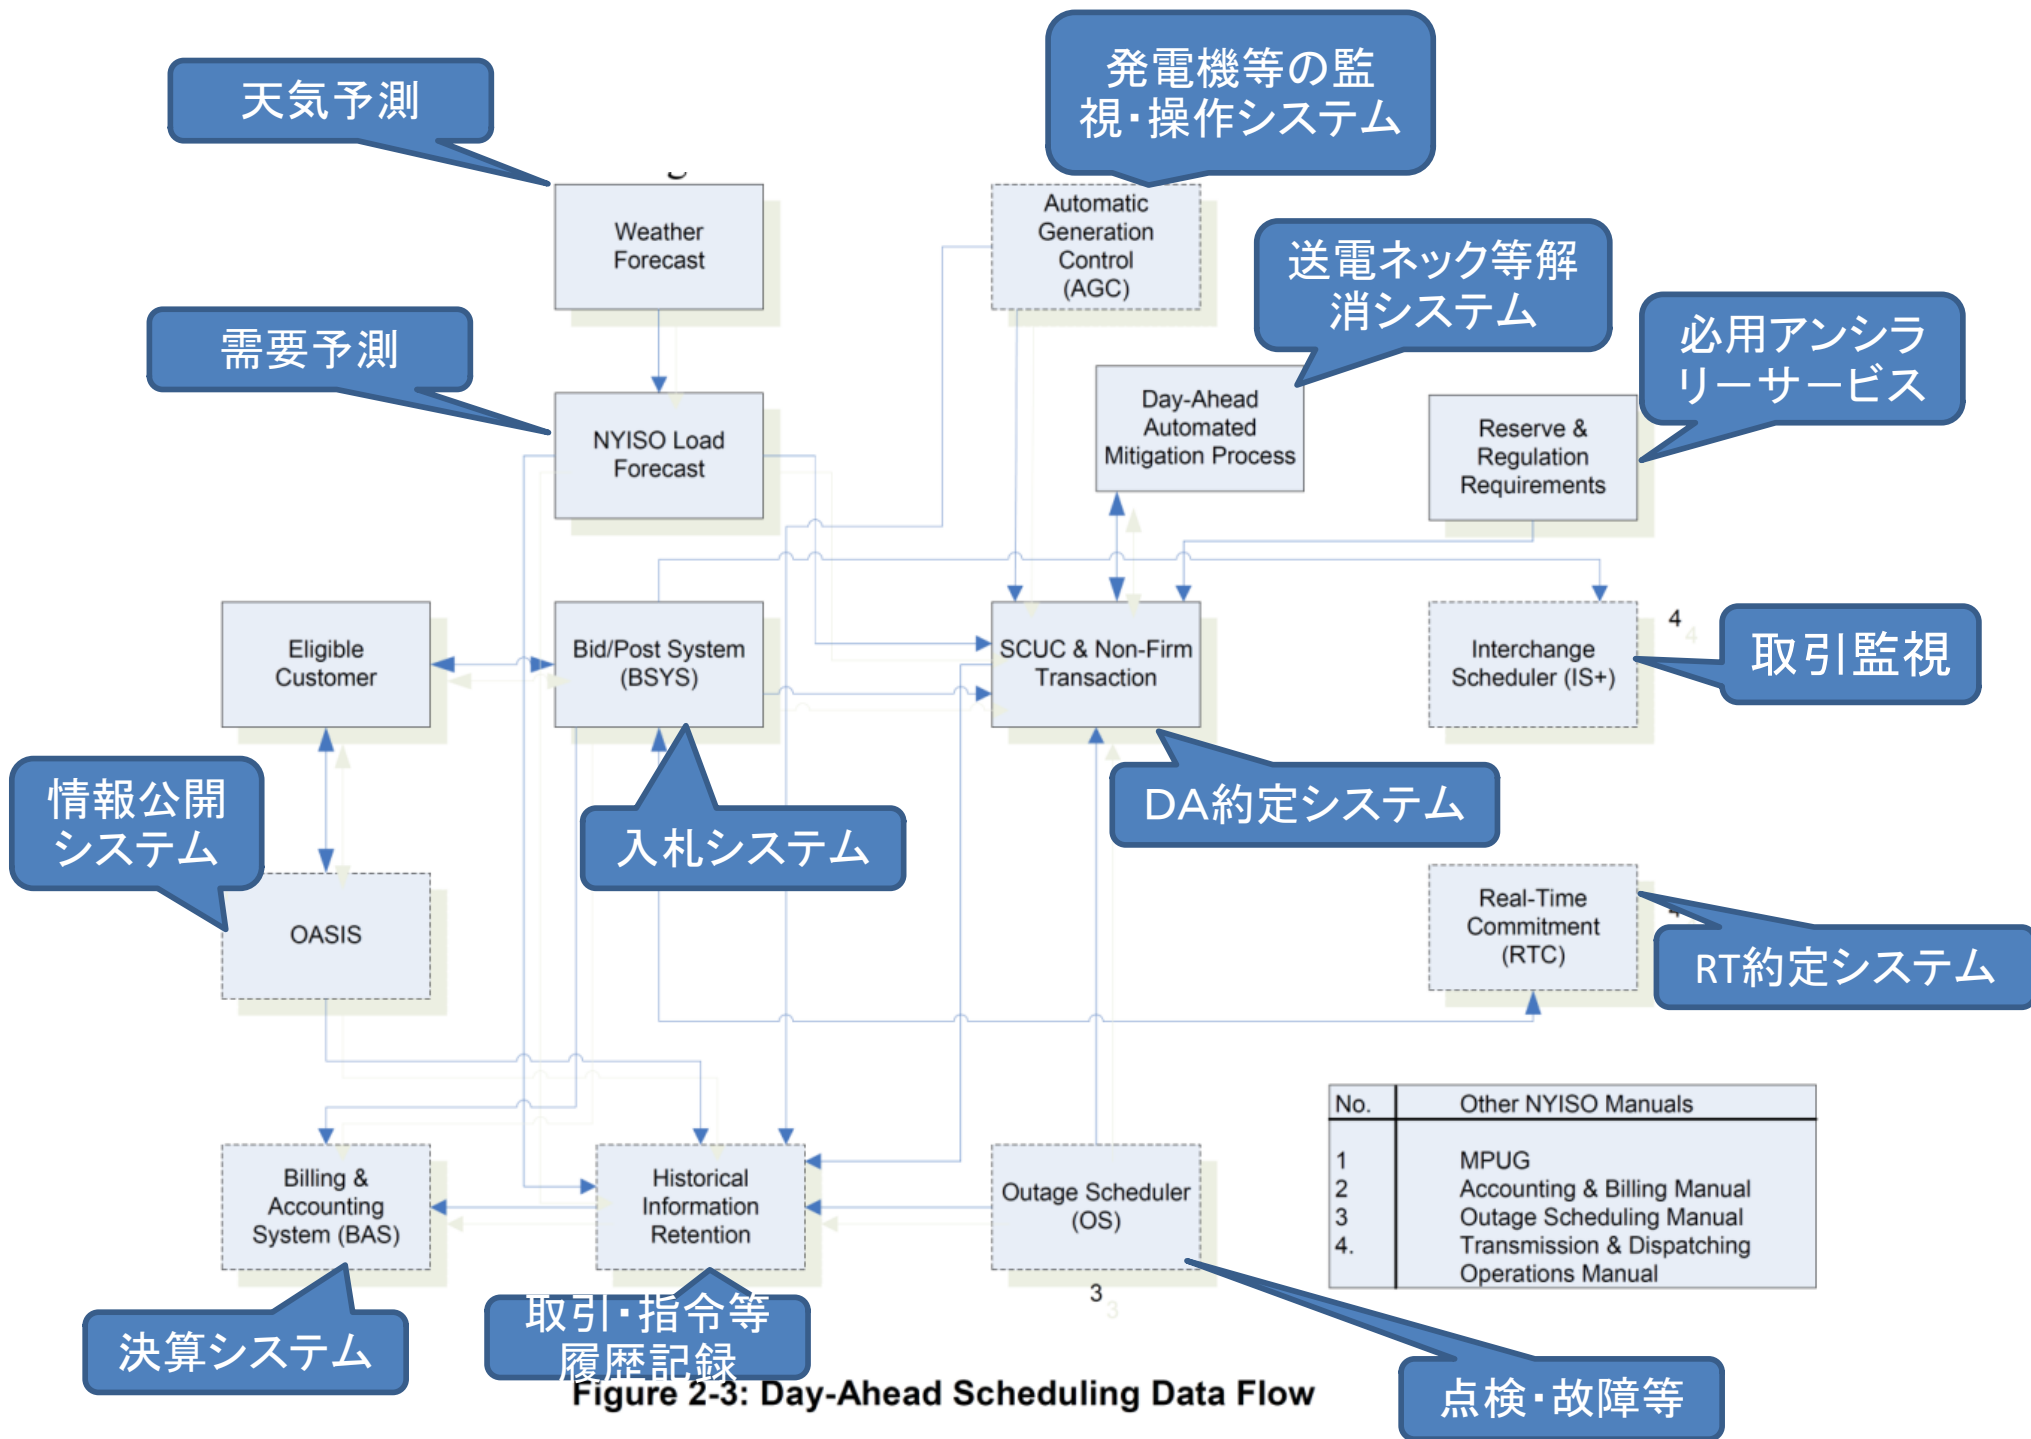 天気予測
発電機等の監
視・操作システム
Weather
Forecast
Automatic
Generation
Control
(AGC)
送電ネック等解
消システム
需要予測
必用アンシラ
リーサービス
NYISO Load
Forecast
Day-Ahead
Automated
Mitigation Process
Reserve &
Regulation
Requirements
Eligible
Customer
Bid/Post System
(BSYS)
SCUC & Non-Firm
Transaction
Interchange
Scheduler (IS+)
4
4
取引監視
情報公開
システム
入札システム
DA約定システム
OASIS
Real-Time
Commitment
(RTC)
RT約定システム
Billing &
Accounting
System (BAS)
Historical
Information
Retention
Outage Scheduler
(OS)
3
3
No. Other NYISO Manuals
1 MPUG
2 Accounting & Billing Manual
3 Outage Scheduling Manual
4. Transmission & Dispatching
Operations Manual
決算システム
取引・指令等
履歴記録
点検・故障等
Figure 2-3: Day-Ahead Scheduling Data Flow